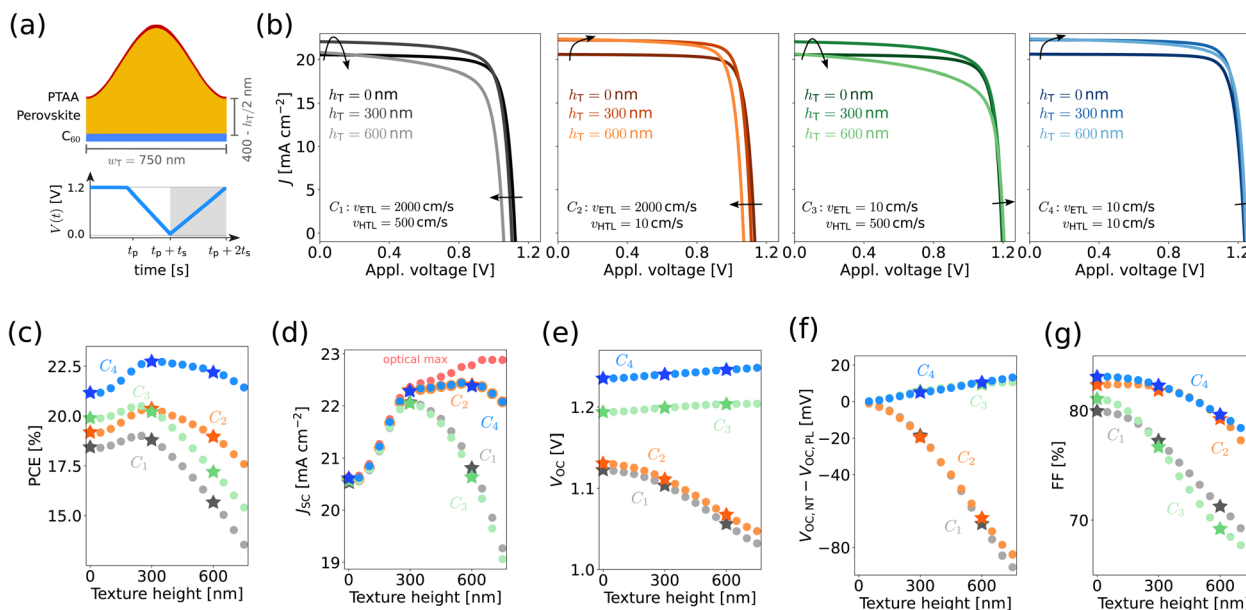 (a)
PTAA
Perovskite
C₆₀
400 - h_T/2 nm
w_T = 750 nm
V(t) [V]
1.2
0.0
t_p
t_p + t_s
t_p + 2t_s
time [s]
(b)
J [mA cm⁻²]
20
15
10
5
0
h_T = 0 nm
h_T = 300 nm
h_T = 600 nm
C₁: v_ETL = 2000 cm/s
v_HTL = 500 cm/s
0.0
0.4
0.8
1.2
Appl. voltage [V]
h_T = 0 nm
h_T = 300 nm
h_T = 600 nm
C₂: v_ETL = 2000 cm/s
v_HTL = 10 cm/s
0.0
0.4
0.8
1.2
Appl. voltage [V]
h_T = 0 nm
h_T = 300 nm
h_T = 600 nm
C₃: v_ETL = 10 cm/s
v_HTL = 500 cm/s
0.0
0.4
0.8
1.2
Appl. voltage [V]
h_T = 0 nm
h_T = 300 nm
h_T = 600 nm
C₄: v_ETL = 10 cm/s
v_HTL = 10 cm/s
0.0
0.4
0.8
1.2
Appl. voltage [V]
(c)
PCE [%]
22.5
20.0
17.5
15.0
C₄
C₃
C₂
C₁
0
300
600
Texture height [nm]
(d)
J_SC [mA cm⁻²]
23
22
21
20
19
optical max
C₂
C₄
C₁
C₃
0
300
600
Texture height [nm]
(e)
V_OC [V]
1.2
1.1
1.0
C₄
C₃
C₂
C₁
0
300
600
Texture height [nm]
(f)
V_OC,NT − V_OC,PL [mV]
20
0
−40
−20
−80
C₄
C₃
C₂
C₁
0
300
600
Texture height [nm]
(g)
FF [%]
80
70
C₄
C₂
C₁
C₃
0
300
600
Texture height [nm]